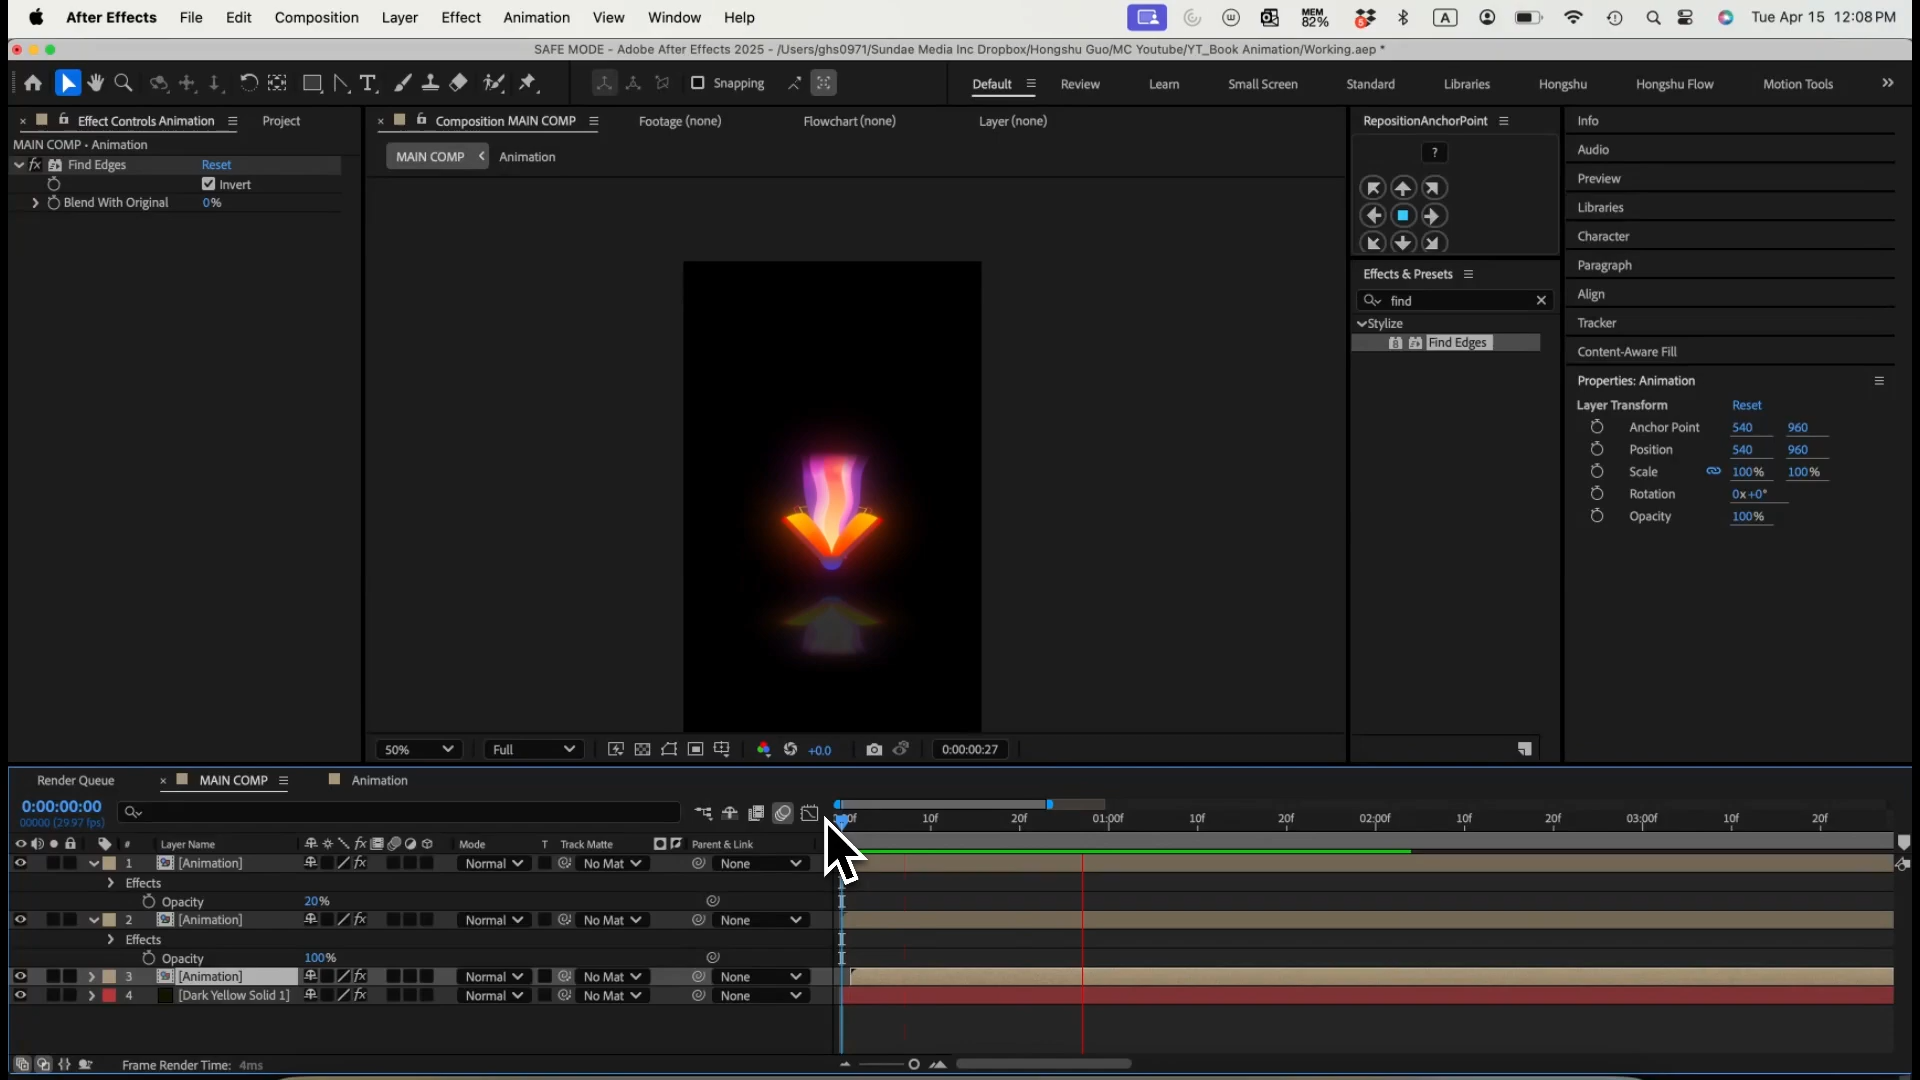 After Effects File Edit Composition Layer Effect Animation View Window Help MEM 82% 5 A Tue Apr 15 12:08PM
SAFE MODE - Adobe After Effects 2025 - /Users/ghs0971/Sundae Media Inc Dropbox/Hongshu Guo/MC Youtube/YT_Book Animation/Working.aep *
T Snapping Default Review Learn Small Screen Standard Libraries Hongshu Hongshu Flow Motion Tools
Effect Controls Animation Project Composition MAIN COMP Footage (none) Flowchart (none) Layer (none) RepositionAnchorPoint Info
MAIN COMP • Animation
MAIN COMP Animation ? Audio
fx Find Edges Reset
Invert Preview
Blend With Original 0% Libraries
Character
Paragraph
Effects & Presets Align
find
Stylize Tracker
Find Edges Content-Aware Fill
Properties: Animation
Layer Transform Reset
Anchor Point 540 960
Position 540 960
Scale 100% 100%
Rotation 0x+0°
Opacity 100%
50% Full +0.0 0:00:00:27
Render Queue MAIN COMP Animation
0:00:00:00
00000 (29.97 fps) 10f 20f 01:00f 10f 20f 02:00f 10f 20f 03:00f 10f 20f
# Layer Name fx Mode T Track Matte Parent & Link
1 [Animation] fx Normal No Mat None
Effects
Opacity 20%
2 [Animation] fx Normal No Mat None
Effects
Opacity 100%
3 [Animation] fx Normal No Mat None
4 [Dark Yellow Solid 1] fx Normal No Mat None
Frame Render Time: 4ms